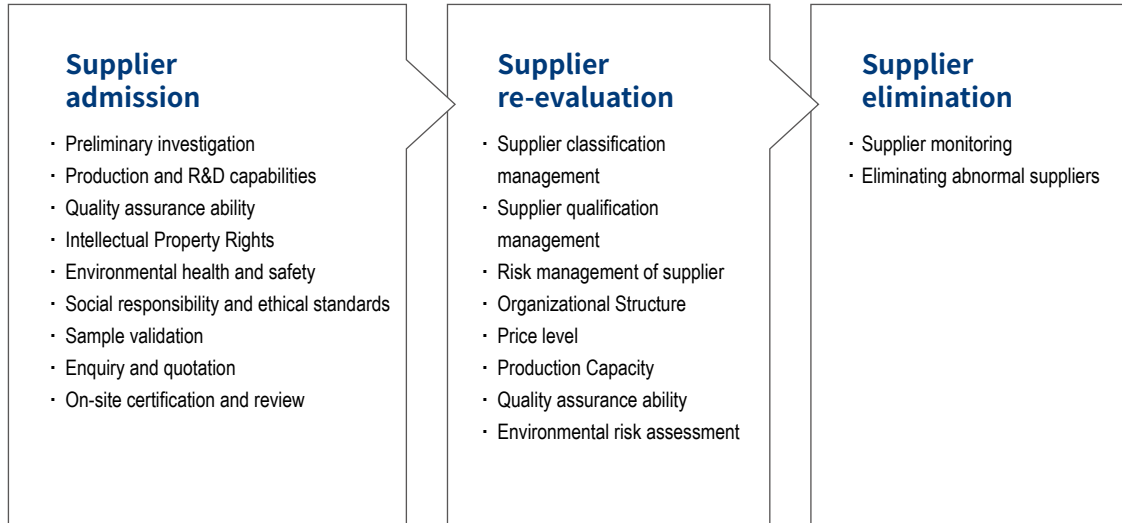 Supplier
admission
· Preliminary investigation
· Production and R&D capabilities
· Quality assurance ability
· Intellectual Property Rights
· Environmental health and safety
· Social responsibility and ethical standards
· Sample validation
· Enquiry and quotation
· On-site certification and review
Supplier
re-evaluation
· Supplier classification
management
· Supplier qualification
management
· Risk management of supplier
· Organizational Structure
· Price level
· Production Capacity
· Quality assurance ability
· Environmental risk assessment
Supplier
elimination
· Supplier monitoring
· Eliminating abnormal suppliers